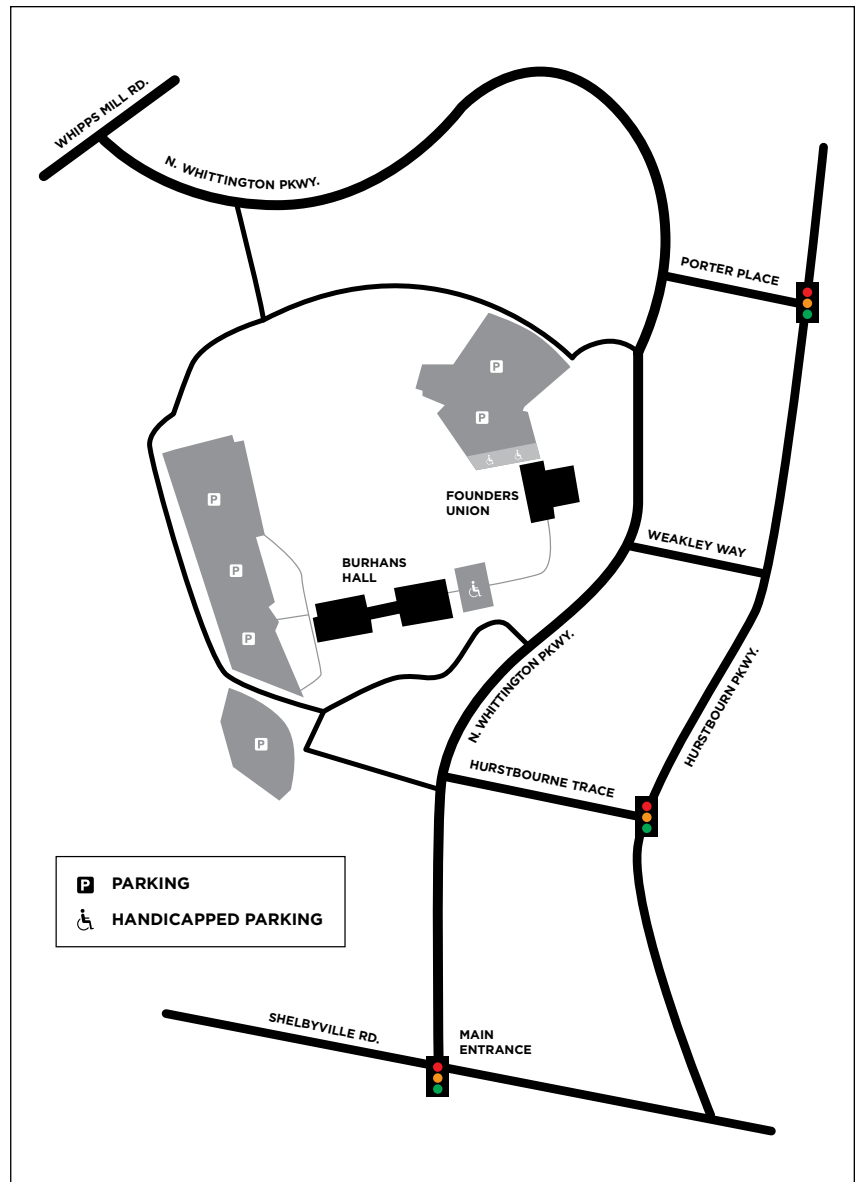 WHIPPS MILL RD.
N. WHITTINGTON PKWY.
PORTER PLACE
P
P
FOUNDERS
UNION
P
WEAKLEY WAY
BURHANS
HALL
P
P
N. WHITTINGTON PKWY.
HURSTBOURN PKWY.
P
HURSTBOURNE TRACE
P PARKING
HANDICAPPED PARKING
SHELBYVILLE RD.
MAIN
ENTRANCE